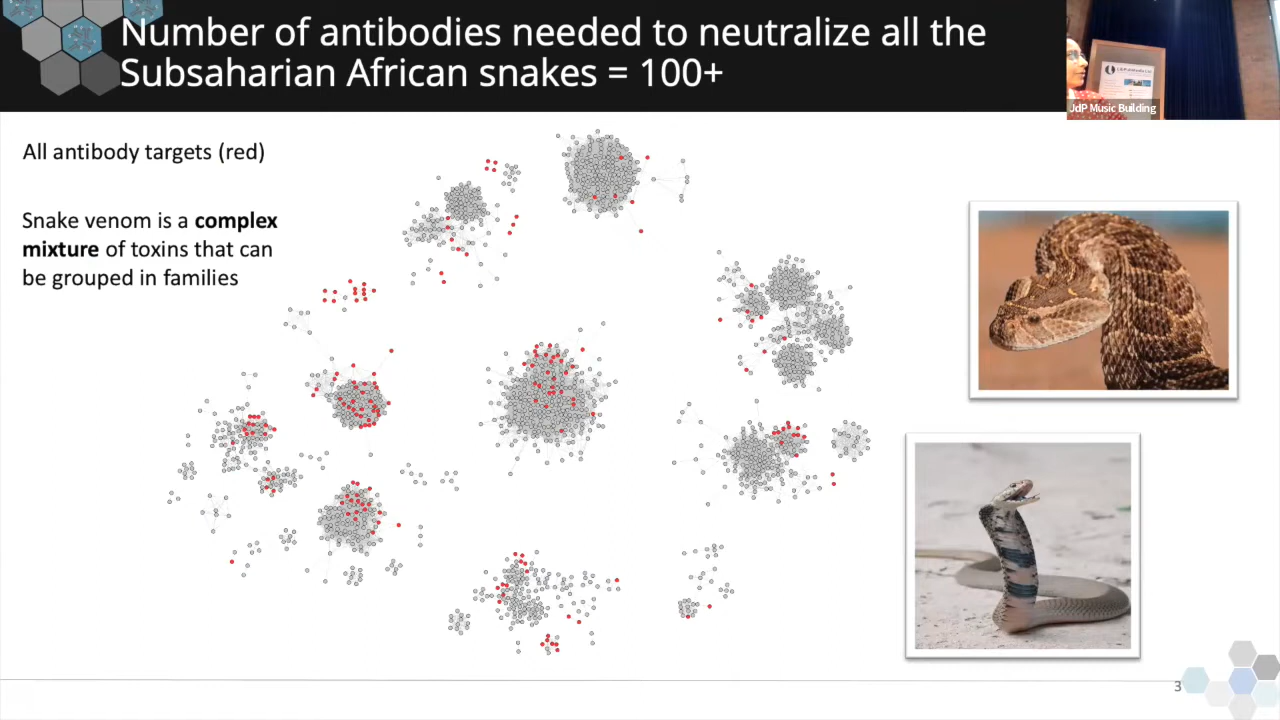 Number of antibodies needed to neutralize all the
Subsaharian African snakes = 100+
JdP Music Building
All antibody targets (red)
Snake venom is a complex
mixture of toxins that can
be grouped in families
3